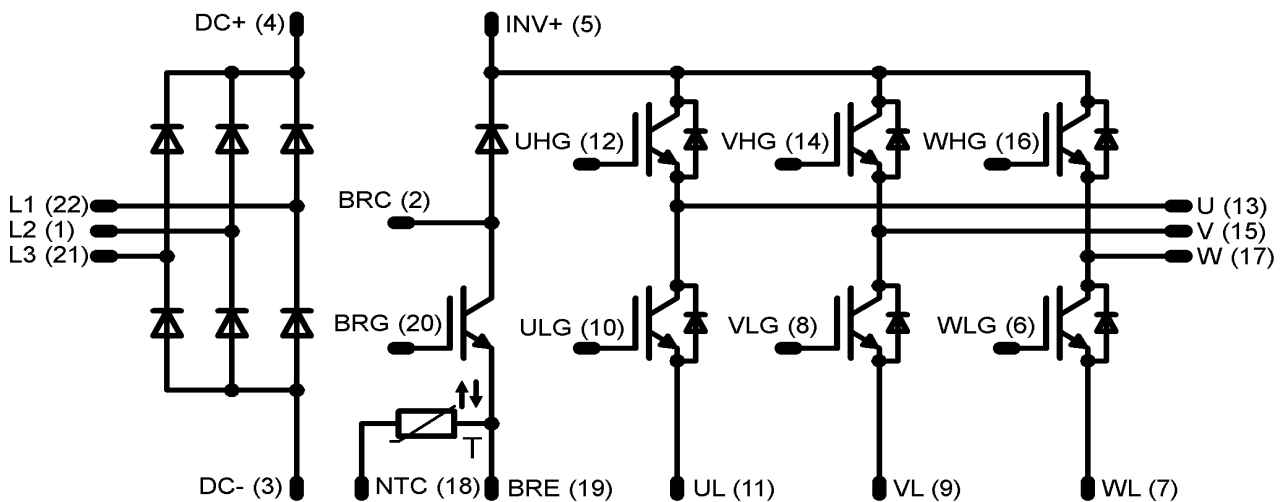 DC+ (4)
INV+ (5)
UHG (12)
VHG (14)
WHG (16)
L1 (22)
L2 (1)
L3 (21)
BRC (2)
U (13)
V (15)
W (17)
BRG (20)
ULG (10)
VLG (8)
WLG (6)
T
DC- (3)
NTC (18)
BRE (19)
UL (11)
VL (9)
WL (7)